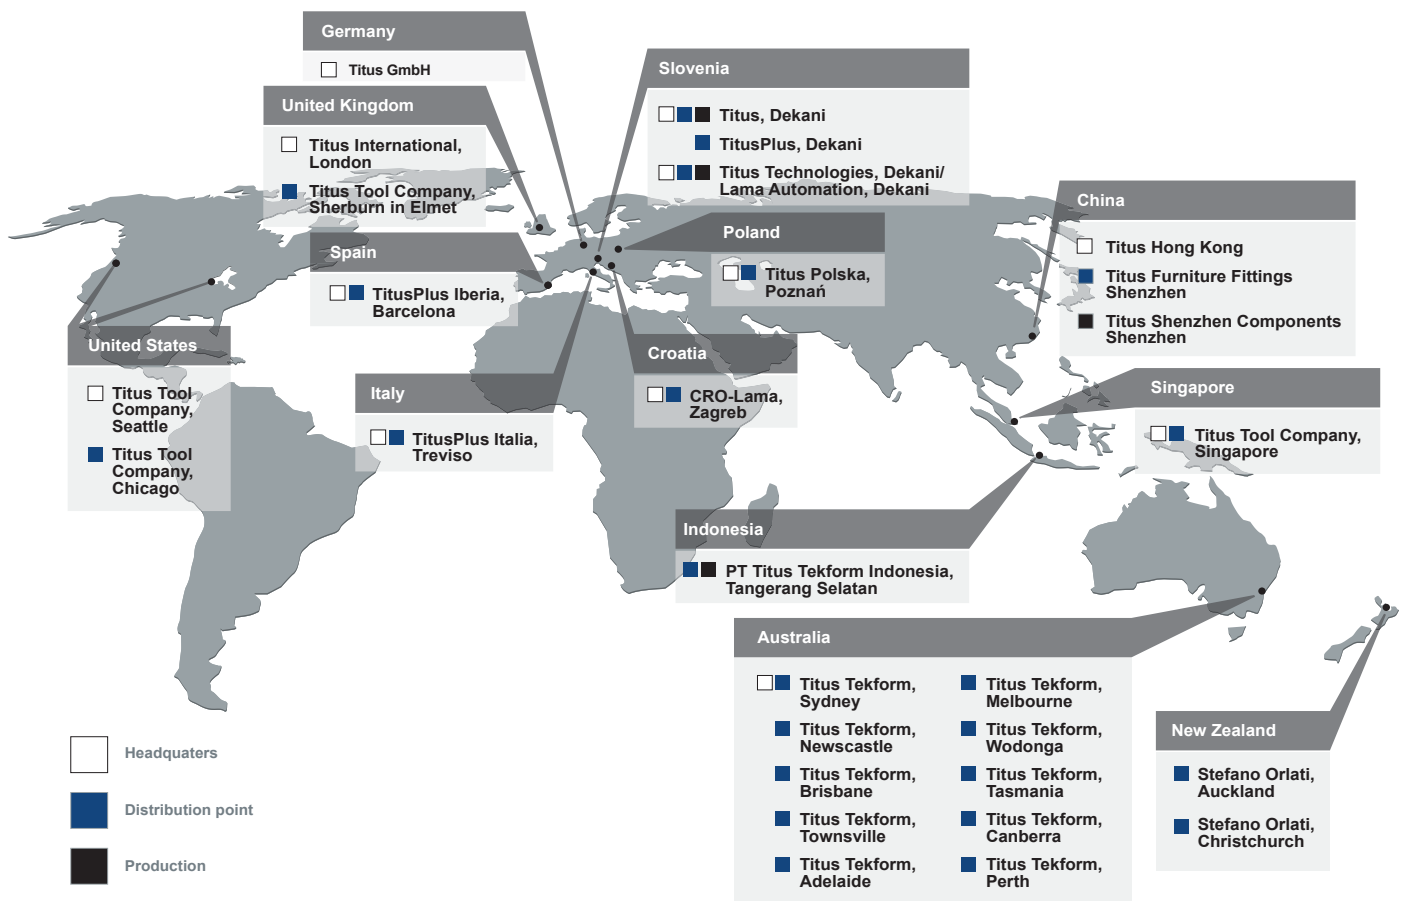 Germany
Titus GmbH
United Kingdom
Titus International,
London
Titus Tool Company,
Sherburn in Elmet
Slovenia
Titus, Dekani
TitusPlus, Dekani
Titus Technologies, Dekani/
Lama Automation, Dekani
Spain
TitusPlus Iberia,
Barcelona
Poland
Titus Polska,
Poznań
China
Titus Hong Kong
Titus Furniture Fittings
Shenzhen
Titus Shenzhen Components
Shenzhen
United States
Titus Tool
Company,
Seattle
Titus Tool
Company,
Chicago
Italy
TitusPlus Italia,
Treviso
Croatia
CRO-Lama,
Zagreb
Singapore
Titus Tool Company,
Singapore
Indonesia
PT Titus Tekform Indonesia,
Tangerang Selatan
Australia
Titus Tekform,
Sydney
Titus Tekform,
Newscastle
Titus Tekform,
Brisbane
Titus Tekform,
Townsville
Titus Tekform,
Adelaide
Titus Tekform,
Melbourne
Titus Tekform,
Wodonga
Titus Tekform,
Tasmania
Titus Tekform,
Canberra
Titus Tekform,
Perth
New Zealand
Stefano Orlati,
Auckland
Stefano Orlati,
Christchurch
Headquaters
Distribution point
Production